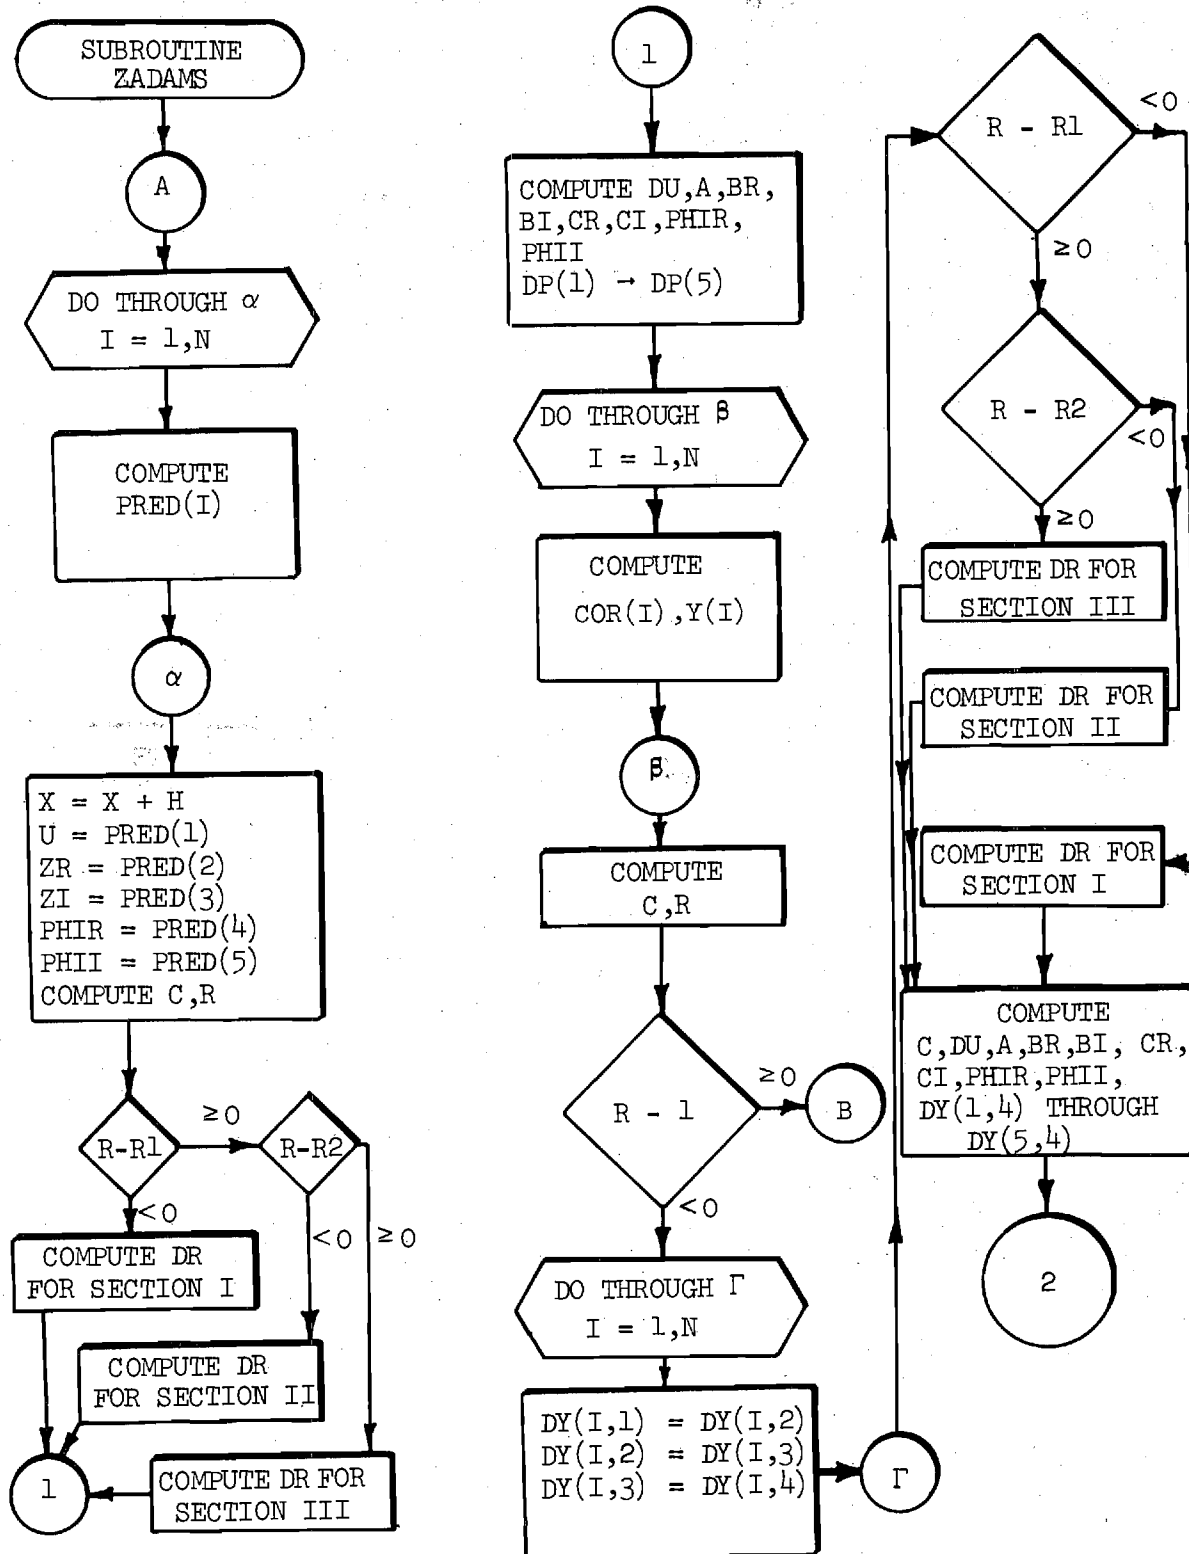 SUBROUTINE
ZADAMS
A
DO THROUGH α
I = 1,N
COMPUTE
PRED(I)
α
X = X + H
U = PRED(1)
ZR = PRED(2)
ZI = PRED(3)
PHIR = PRED(4)
PHII = PRED(5)
COMPUTE C,R
R-R1
≥0
R-R2
<0
<0
≥0
COMPUTE DR
FOR SECTION I
COMPUTE DR
FOR SECTION II
1
COMPUTE DR FOR
SECTION III
1
COMPUTE DU,A,BR,
BI,CR,CI,PHIR,
PHII
DP(1) → DP(5)
DO THROUGH β
I = 1,N
COMPUTE
COR(I),Y(I)
β
COMPUTE
C,R
R - 1
≥0
B
<0
DO THROUGH Γ
I = 1,N
DY(I,1) = DY(I,2)
DY(I,2) = DY(I,3)
DY(I,3) = DY(I,4)
Γ
R - R1
<0
≥0
R - R2
<0
≥0
COMPUTE DR FOR
SECTION III
COMPUTE DR FOR
SECTION II
COMPUTE DR FOR
SECTION I
COMPUTE
C,DU,A,BR,BI, CR,
CI,PHIR,PHII,
DY(1,4) THROUGH
DY(5,4)
2